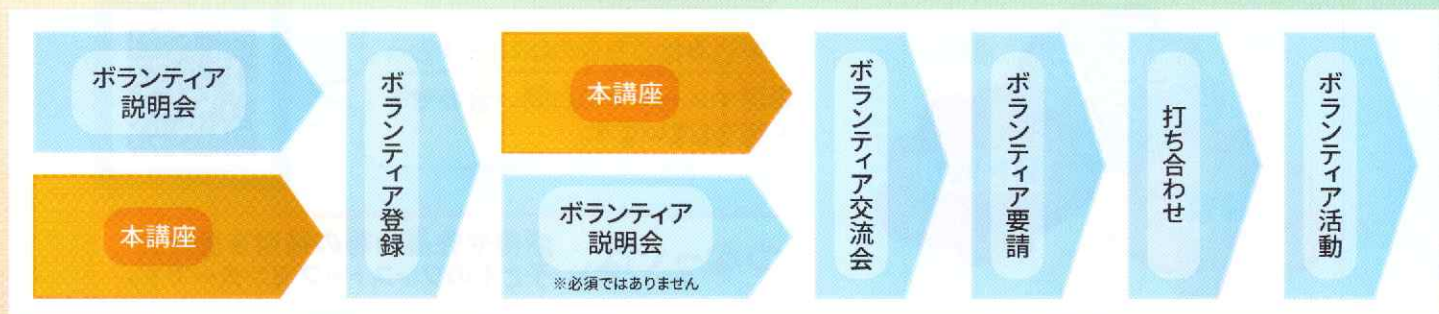 ボランティア
説明会
本講座
ボランティア登録
本講座
ボランティア
説明会
※必須ではありません
ボランティア交流会
ボランティア要請
打ち合わせ
ボランティア活動